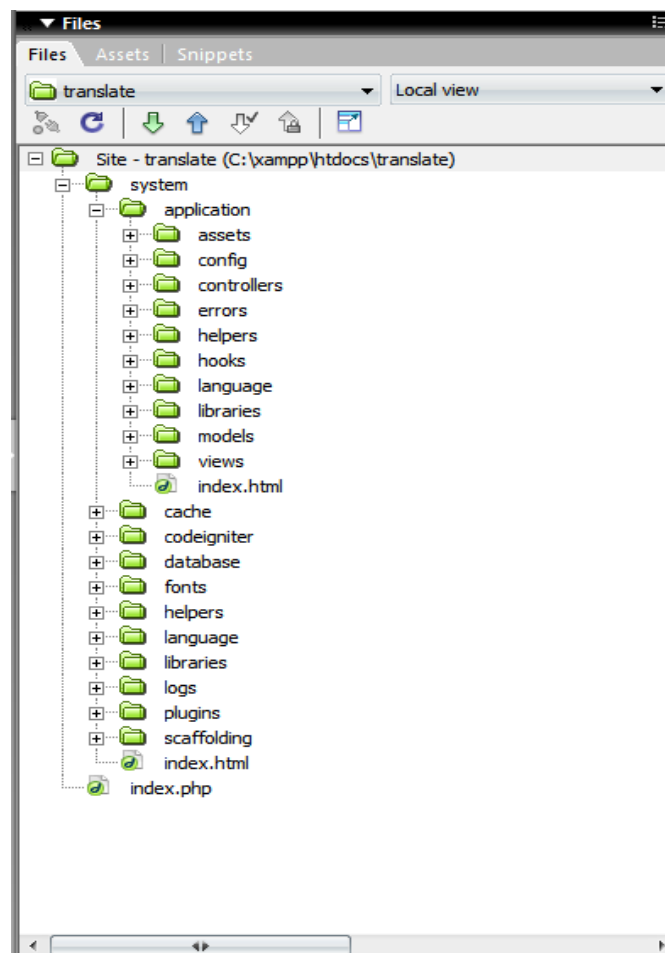 Files
Files Assets Snippets
translate Local view
Site - translate (C:\xampp\htdocs\translate)
system
application
assets
config
controllers
errors
helpers
hooks
language
libraries
models
views
index.html
cache
codeigniter
database
fonts
helpers
language
libraries
logs
plugins
scaffolding
index.html
index.php